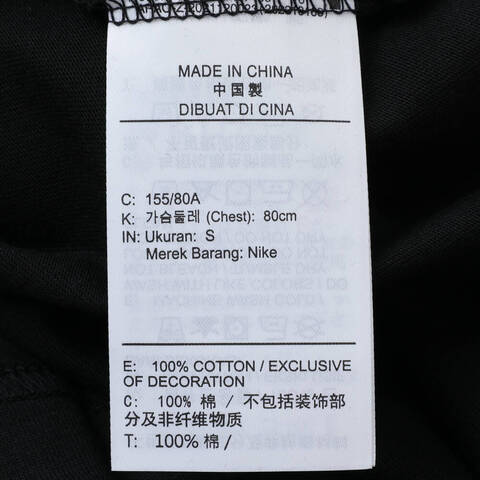 MADE IN CHINA
中国製
DIBUAT DI CINA
C: 155/80A
K: 가슴둘레 (Chest): 80cm
IN: Ukuran: S
Merek Barang: Nike
E: 100% COTTON / EXCLUSIVE
OF DECORATION
C: 100% 棉 / 不包括装饰部
分及非纤维物质
T: 100% 棉 /